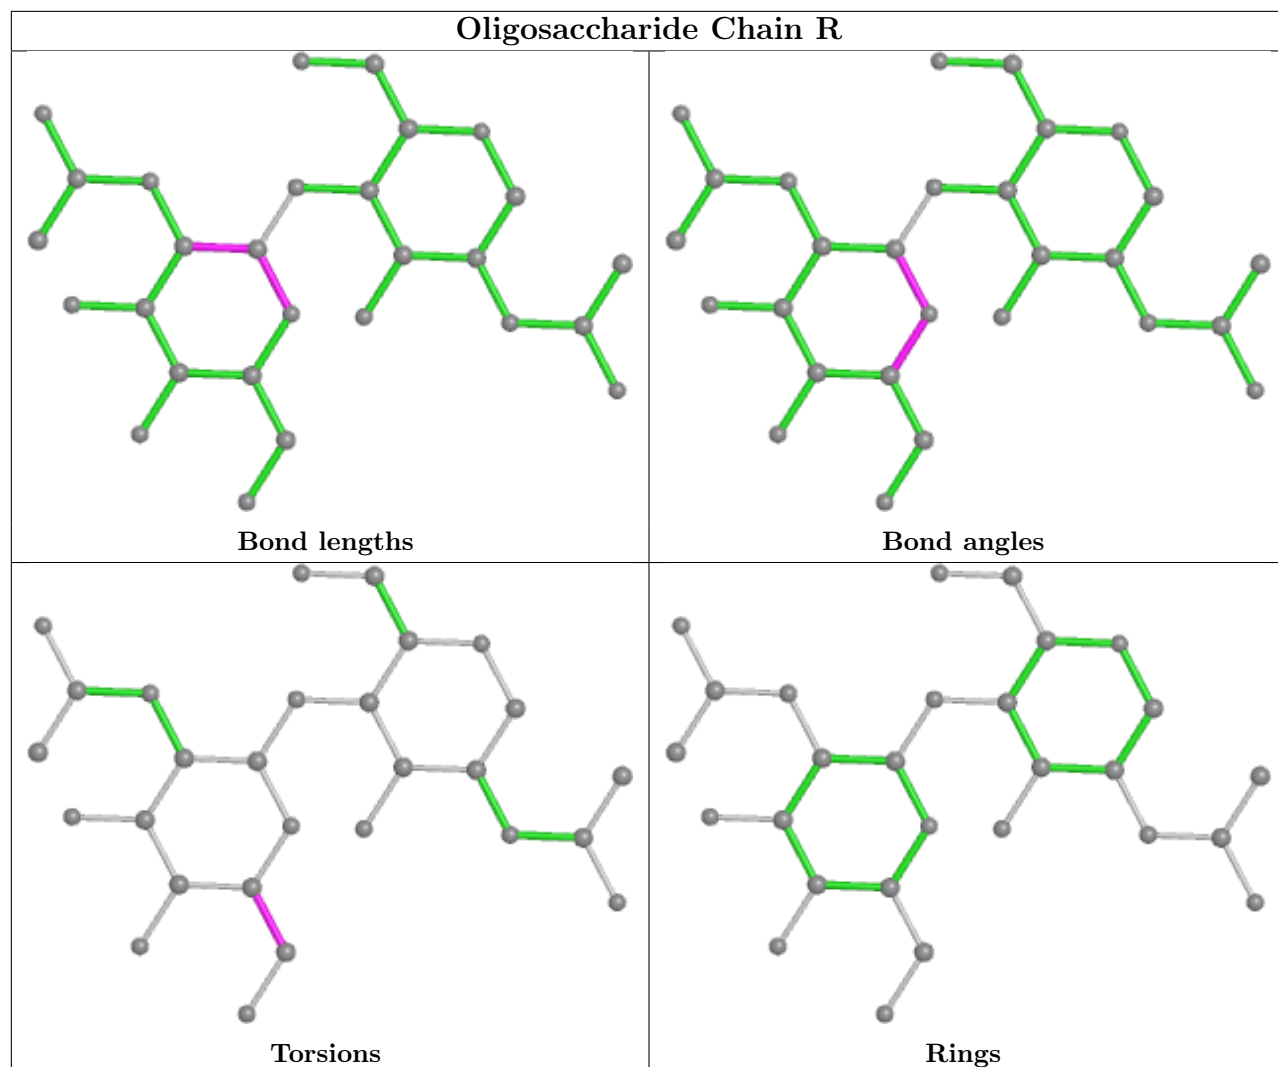 Oligosaccharide Chain R
Bond lengths
Bond angles
Torsions
Rings